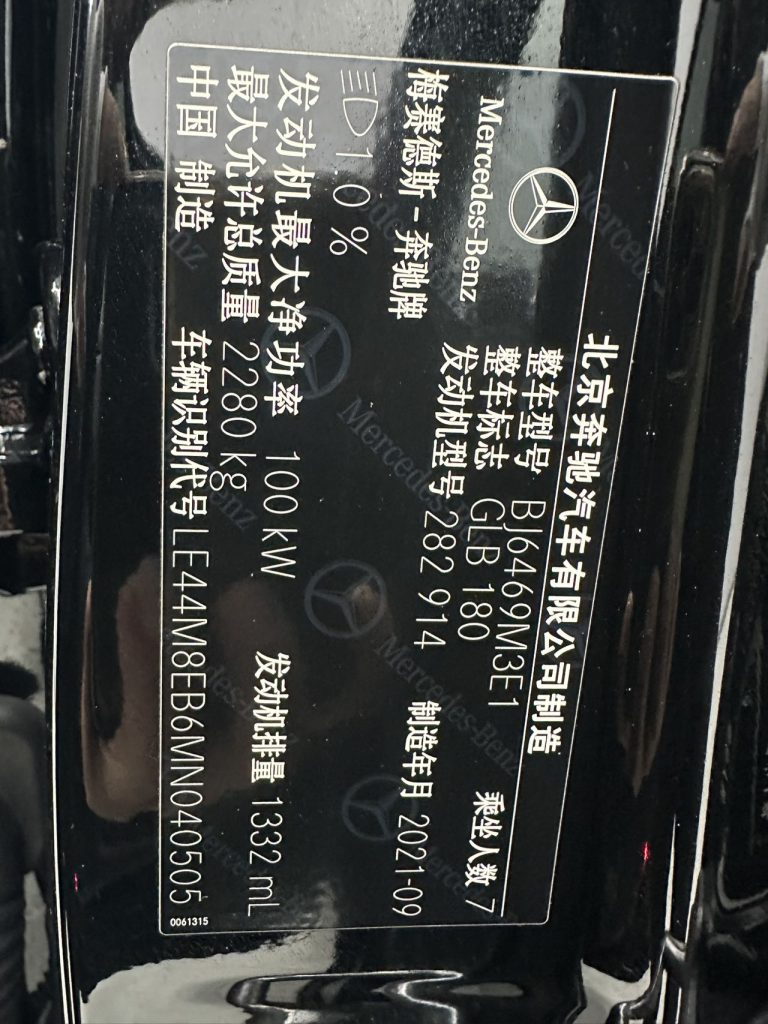 北京奔驰汽车有限公司制造
Mercedes-Benz
梅赛德斯-奔驰牌
整车型号 BJ6469M3E1
整车标志 GLB 180
乘坐人数 7
发动机型号 282 914
制造年月 2021-09
10%
发动机最大净功率 100 kW
发动机排量 1332 mL
最大允许总质量 2280 kg
中国 制造
车辆识别代号 LE44M8EB6MN040505
0061315